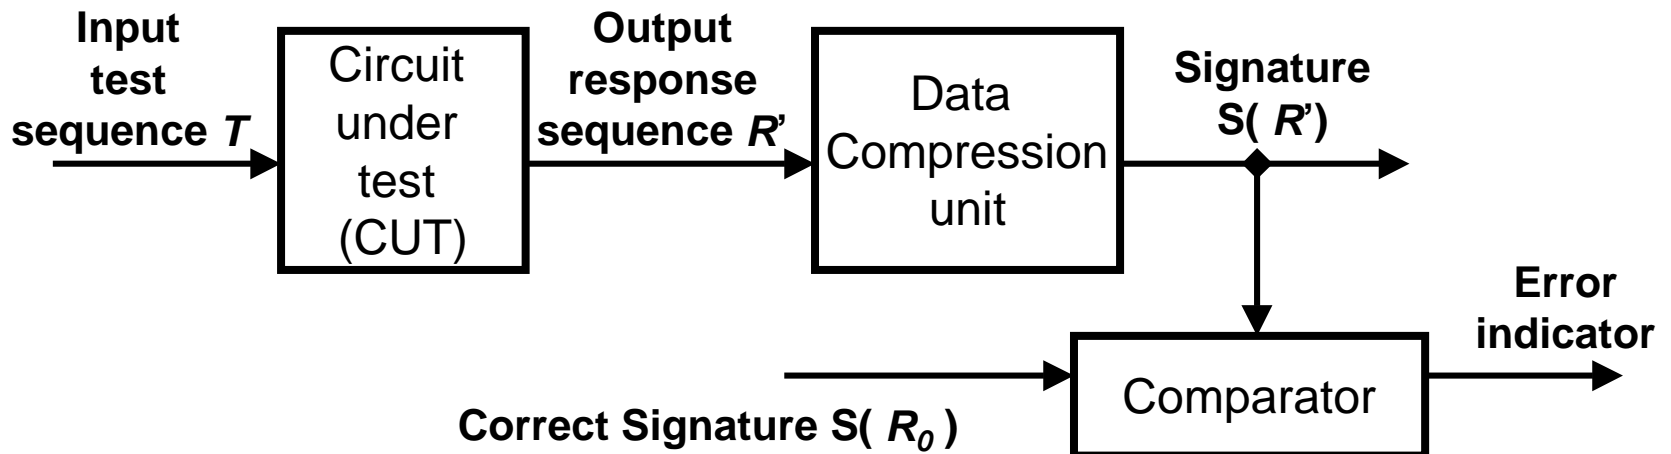 Input
test
sequence T
Circuit
under
test
(CUT)
Output
response
sequence R’
Data
Compression
unit
Signature
S( R’)
Error
indicator
Comparator
Correct Signature S( R₀ )